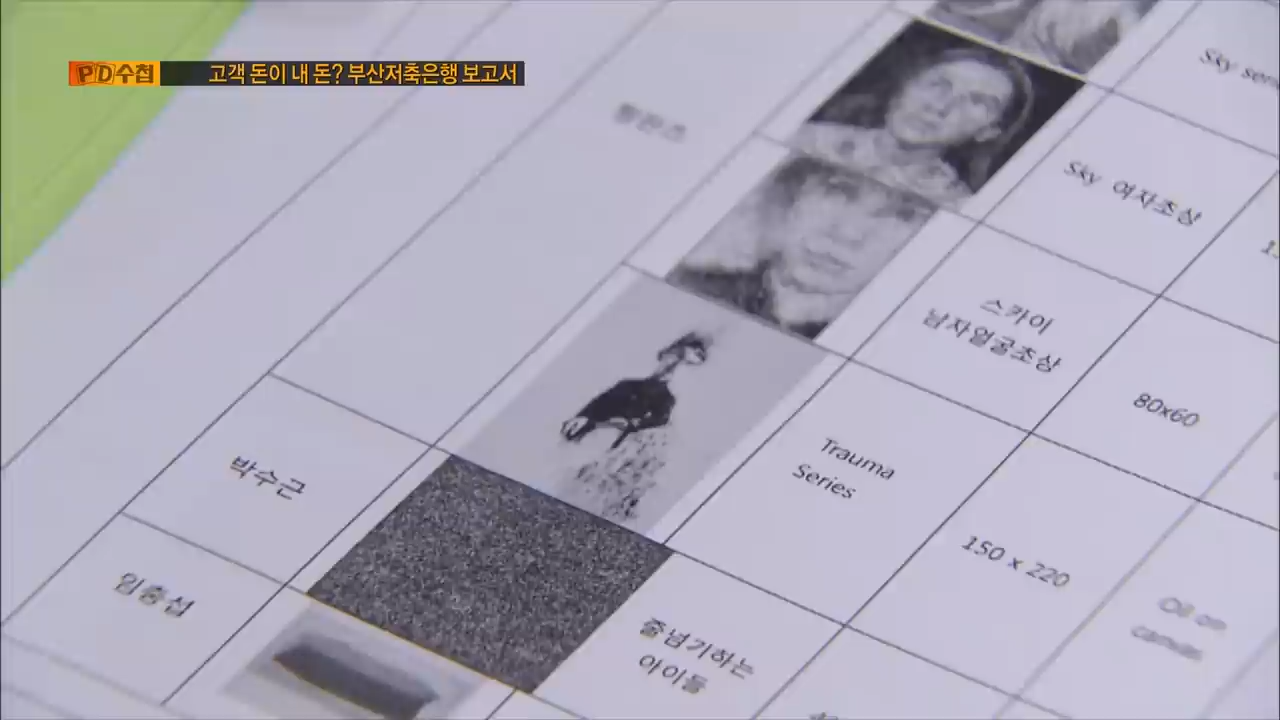 PD수첩
고객 돈이 내 돈? 부산저축은행 보고서
Sky
Sky 여자초상
스카이
남자얼굴초상
80x60
Trauma
Series
150 x 220
Oil on
canvas
박수근
줄넘기하는
아이들
임충섭